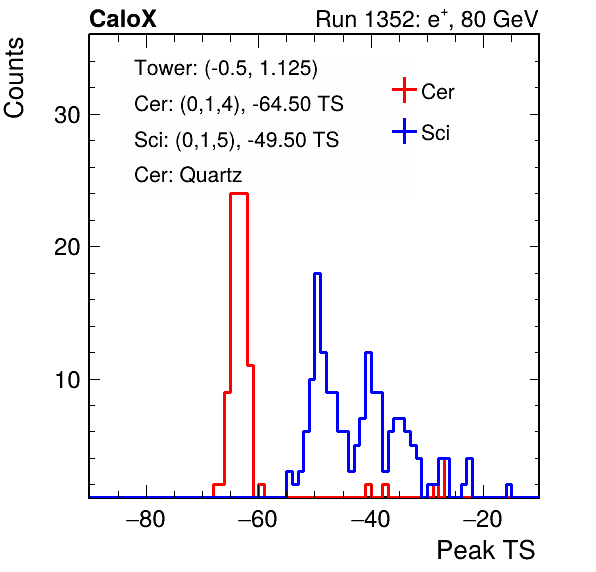 CaloX Run 1352: e⁺, 80 GeV
Counts
Tower: (-0.5, 1.125)
Cer: (0,1,4), -64.50 TS
Sci: (0,1,5), -49.50 TS
Cer: Quartz
Cer
Sci
30
20
10
−80 −60 −40 −20
Peak TS